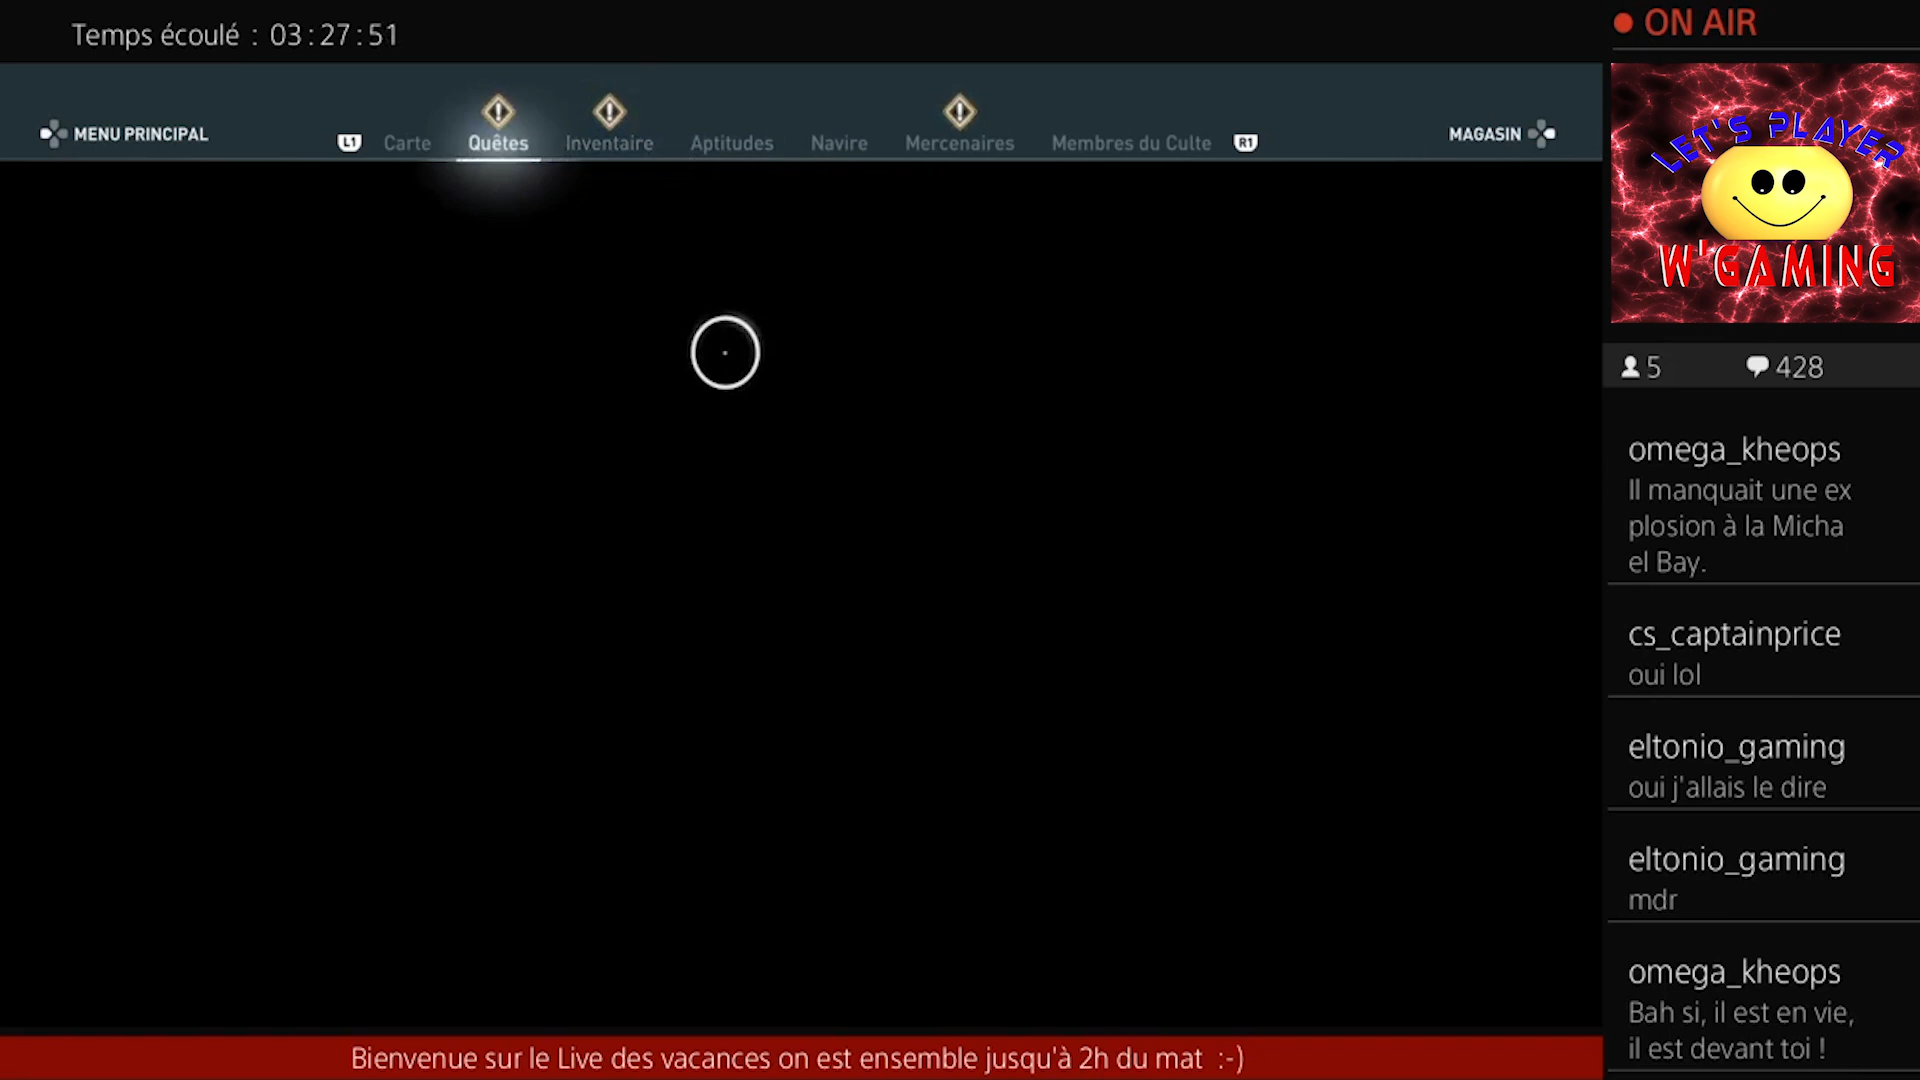 Temps écoulé : 03:27:51
ON AIR
MENU PRINCIPAL
L1 Carte Quêtes Inventaire Aptitudes Navire Mercenaires Membres du Culte R1
MAGASIN
LET'S PLAYER
W'GAMING
5 428
omega_kheops
Il manquait une ex
plosion à la Micha
el Bay.
cs_captainprice
oui lol
eltonio_gaming
oui j'allais le dire
eltonio_gaming
mdr
omega_kheops
Bah si, il est en vie,
il est devant toi !
Bienvenue sur le Live des vacances on est ensemble jusqu'à 2h du mat :-)